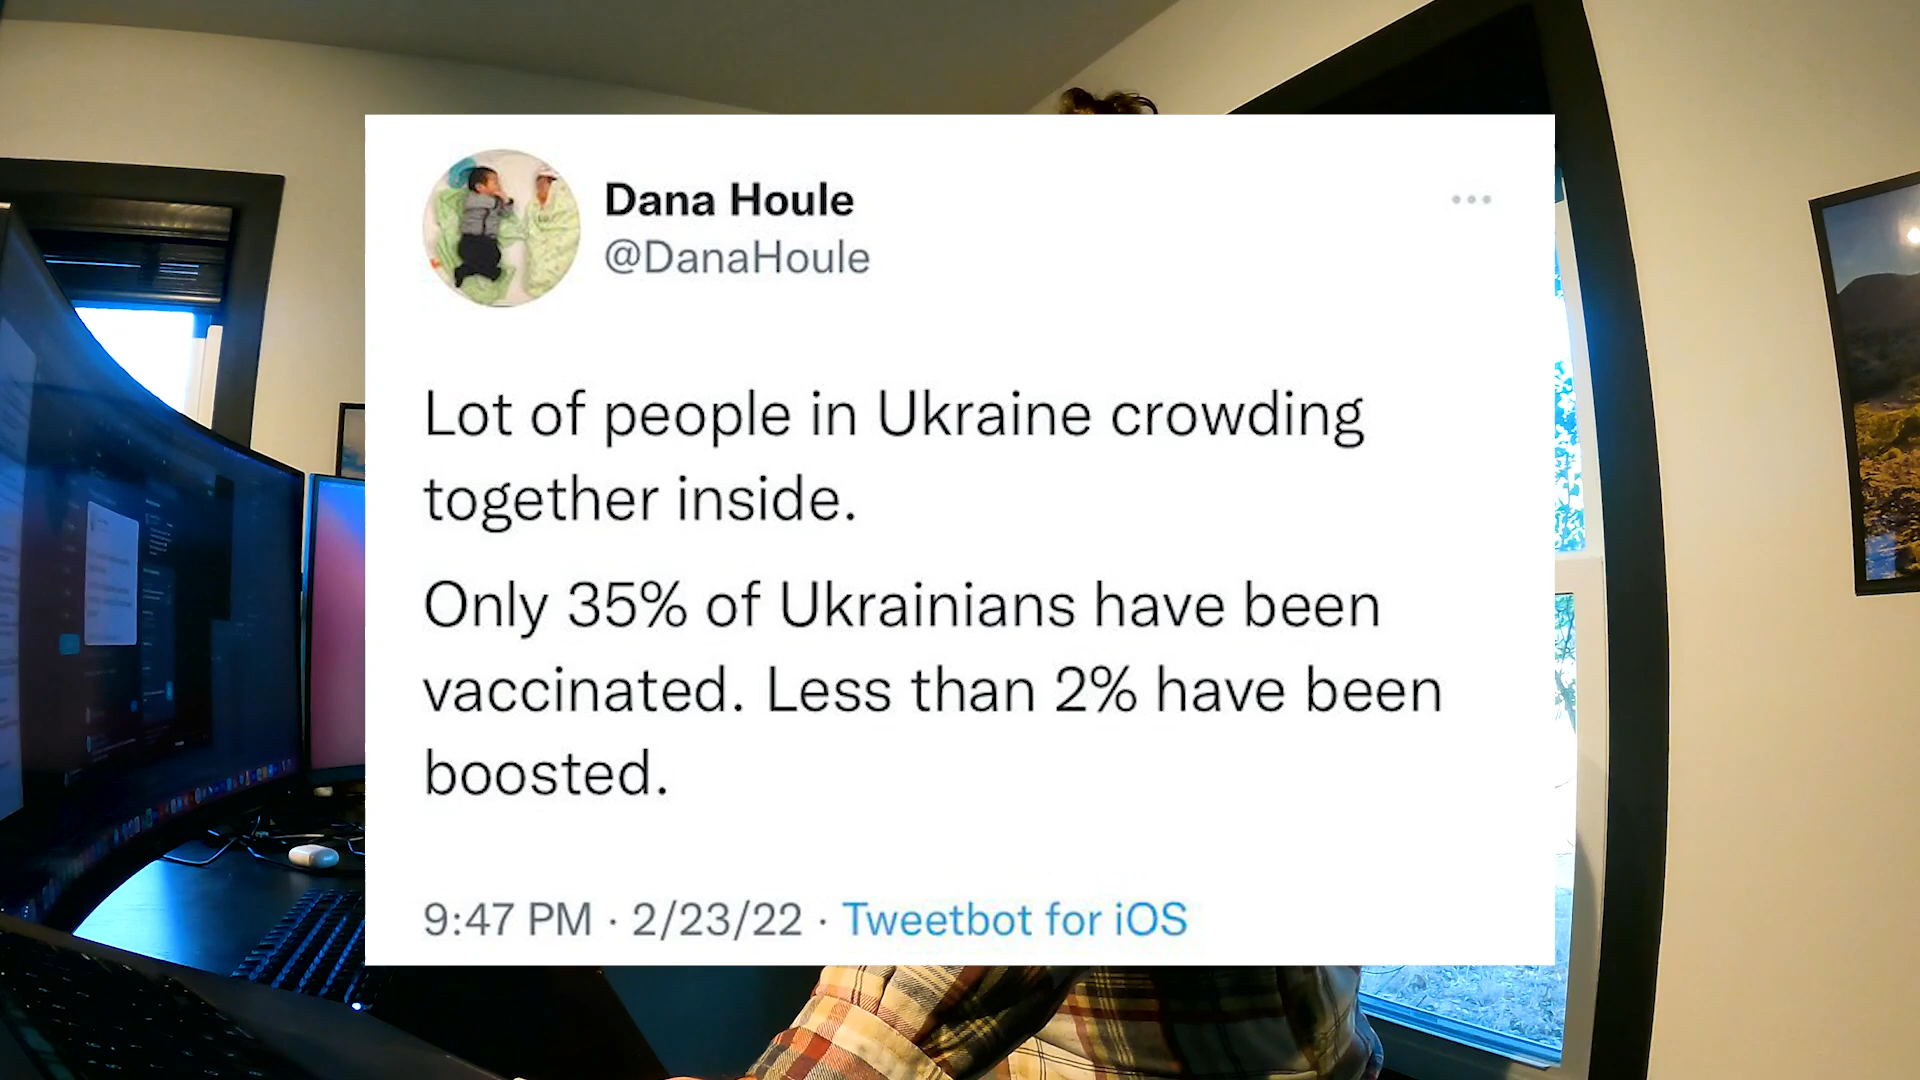 Dana Houle
@DanaHoule
Lot of people in Ukraine crowding
together inside.
Only 35% of Ukrainians have been
vaccinated. Less than 2% have been
boosted.
9:47 PM · 2/23/22 · Tweetbot for iOS